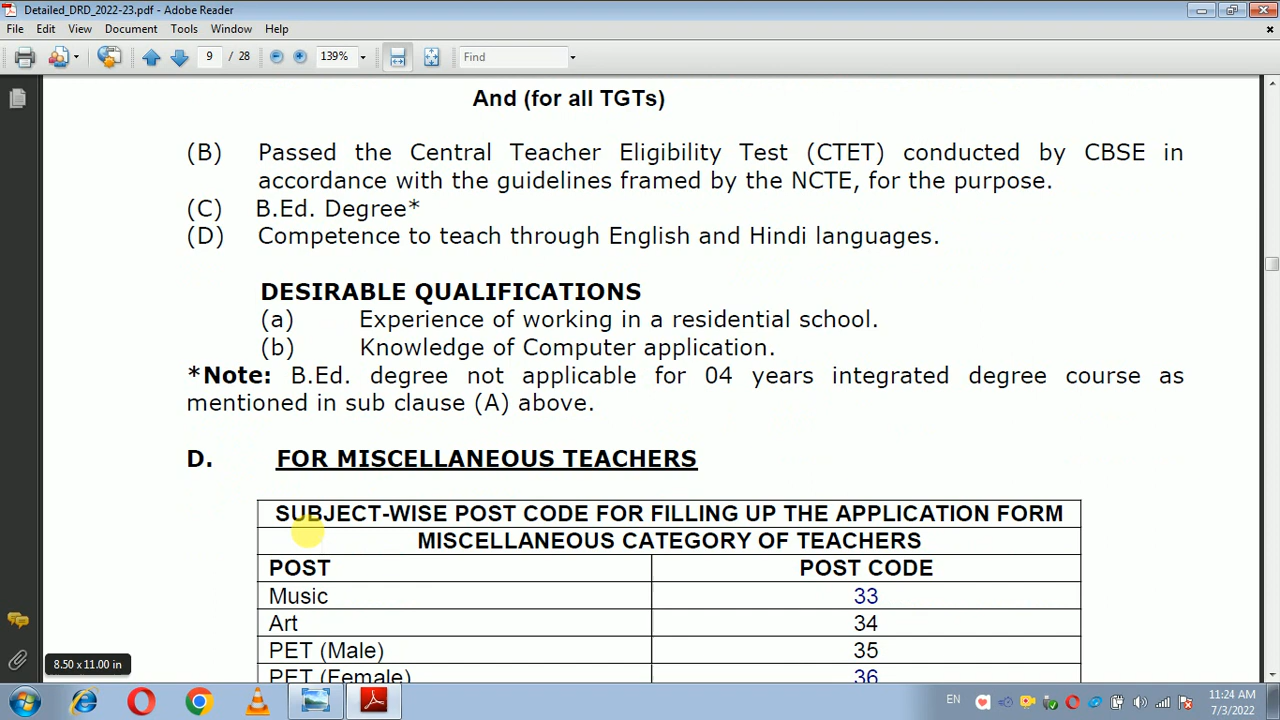 Detailed_DRD_2022-23.pdf - Adobe Reader
File Edit View Document Tools Window Help
9 / 28 139% Find
And (for all TGTs)
(B) Passed the Central Teacher Eligibility Test (CTET) conducted by CBSE in
accordance with the guidelines framed by the NCTE, for the purpose.
(C) B.Ed. Degree*
(D) Competence to teach through English and Hindi languages.
DESIRABLE QUALIFICATIONS
(a) Experience of working in a residential school.
(b) Knowledge of Computer application.
*Note: B.Ed. degree not applicable for 04 years integrated degree course as
mentioned in sub clause (A) above.
D. FOR MISCELLANEOUS TEACHERS
SUBJECT-WISE POST CODE FOR FILLING UP THE APPLICATION FORM
MISCELLANEOUS CATEGORY OF TEACHERS
POST POST CODE
Music 33
Art 34
PET (Male) 35
PET (Female) 36
8.50 x 11.00 in
EN 11:24 AM
7/3/2022